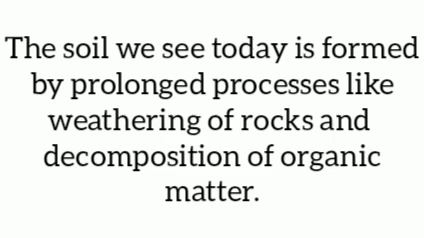 The soil we see today is formed
by prolonged processes like
weathering of rocks and
decomposition of organic
matter.